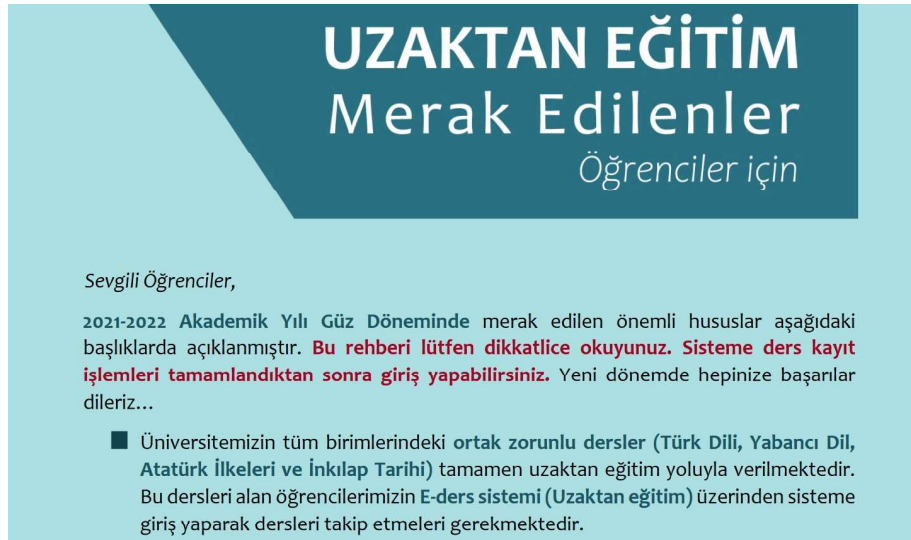 UZAKTAN EĞİTİM
Merak Edilenler
Öğrenciler için
Sevgili Öğrenciler,
2021-2022 Akademik Yılı Güz Döneminde merak edilen önemli hususlar aşağıdaki
başlıklarda açıklanmıştır. Bu rehberi lütfen dikkatlice okuyunuz. Sisteme ders kayıt
işlemleri tamamlandıktan sonra giriş yapabilirsiniz. Yeni dönemde hepinize başarılar
dileriz…
Üniversitemizin tüm birimlerindeki ortak zorunlu dersler (Türk Dili, Yabancı Dil,
Atatürk İlkeleri ve İnkılap Tarihi) tamamen uzaktan eğitim yoluyla verilmektedir.
Bu dersleri alan öğrencilerimizin E-ders sistemi (Uzaktan eğitim) üzerinden sisteme
giriş yaparak dersleri takip etmeleri gerekmektedir.